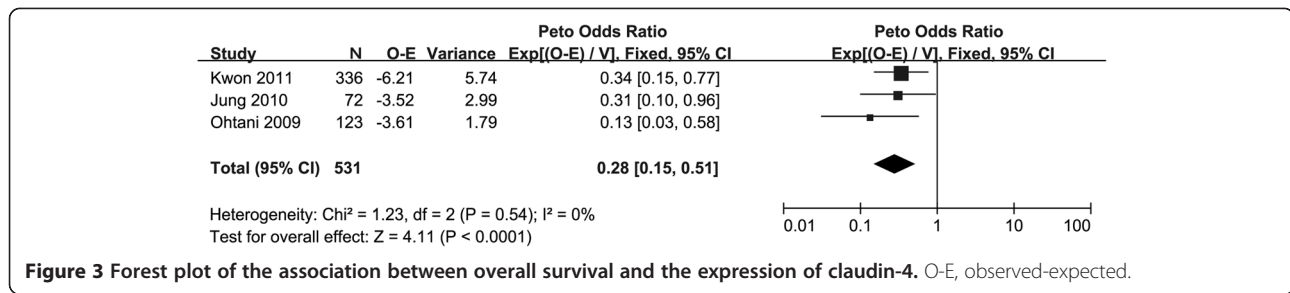 Peto Odds Ratio Peto Odds Ratio
Study N O-E Variance Exp[(O-E) / V], Fixed, 95% CI Exp[(O-E) / V], Fixed, 95% CI
Kwon 2011 336 -6.21 5.74 0.34 [0.15, 0.77]
Jung 2010 72 -3.52 2.99 0.31 [0.10, 0.96]
Ohtani 2009 123 -3.61 1.79 0.13 [0.03, 0.58]
Total (95% CI) 531 0.28 [0.15, 0.51]
Heterogeneity: Chi² = 1.23, df = 2 (P = 0.54); I² = 0%
Test for overall effect: Z = 4.11 (P < 0.0001)
0.01 0.1 1 10 100
Figure 3 Forest plot of the association between overall survival and the expression of claudin-4. O-E, observed-expected.